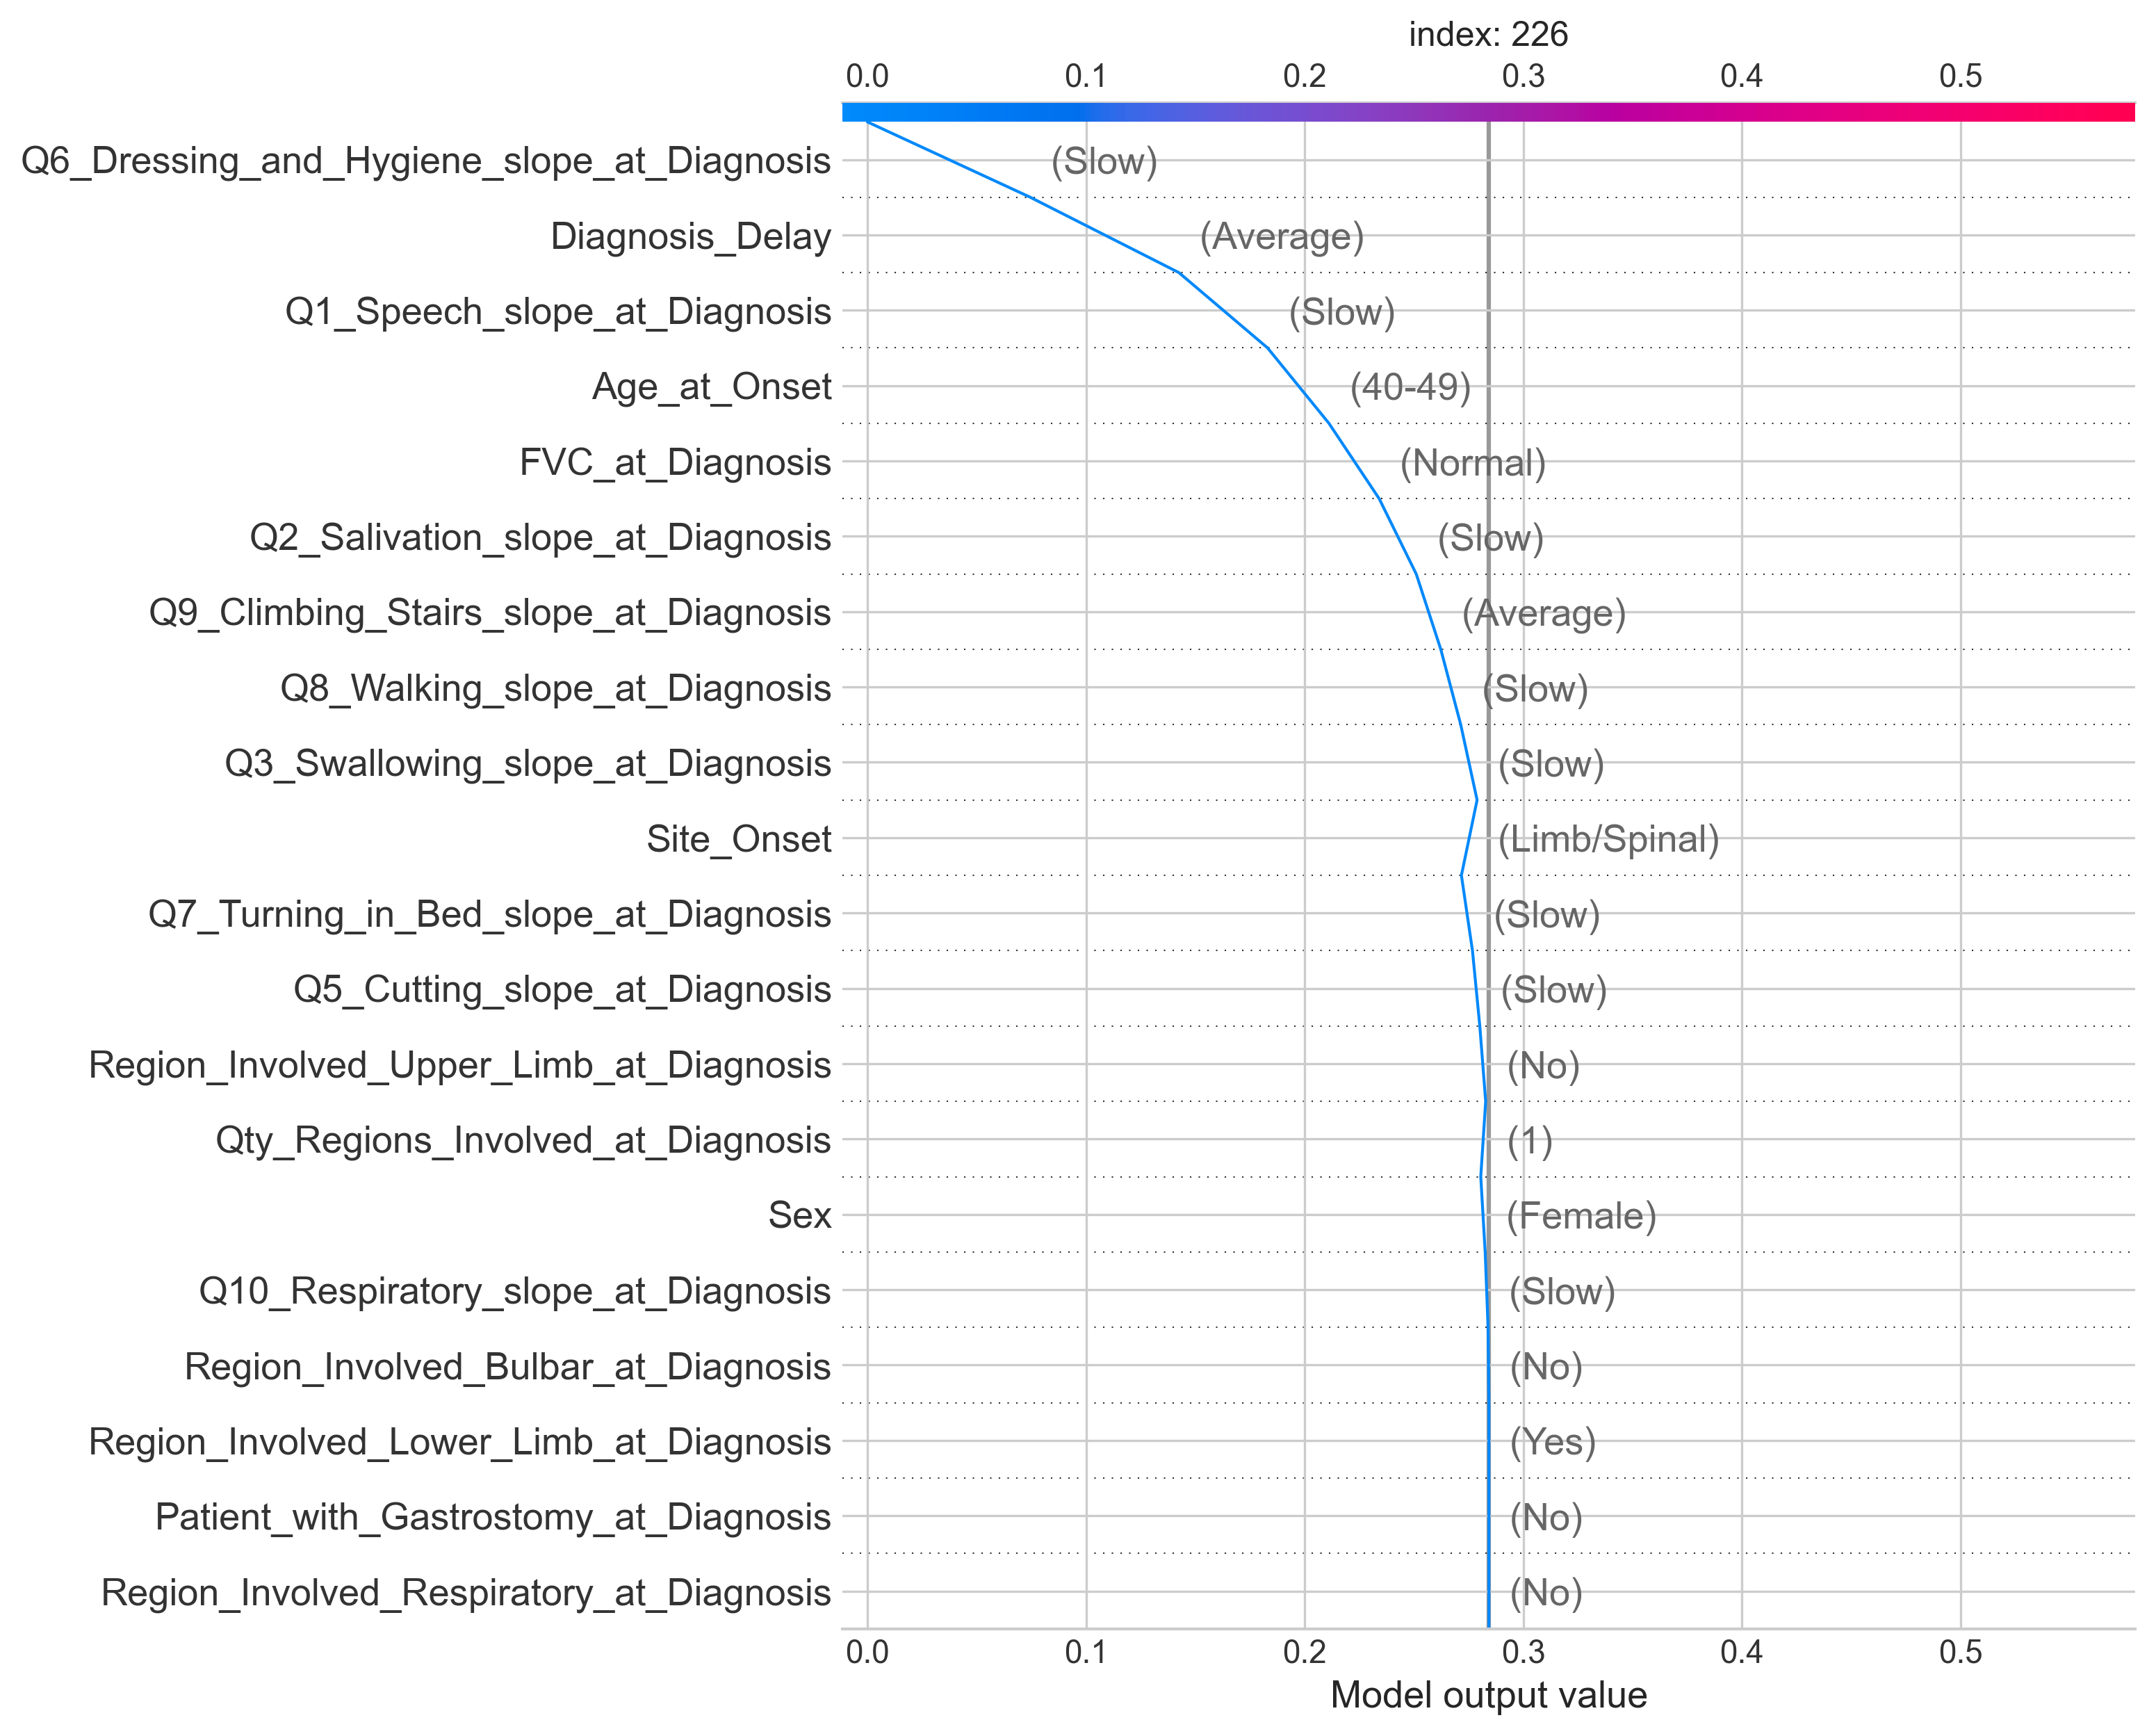 index: 226
0.0 0.1 0.2 0.3 0.4 0.5
Q6_Dressing_and_Hygiene_slope_at_Diagnosis (Slow)
Diagnosis_Delay (Average)
Q1_Speech_slope_at_Diagnosis (Slow)
Age_at_Onset (40-49)
FVC_at_Diagnosis (Normal)
Q2_Salivation_slope_at_Diagnosis (Slow)
Q9_Climbing_Stairs_slope_at_Diagnosis (Average)
Q8_Walking_slope_at_Diagnosis (Slow)
Q3_Swallowing_slope_at_Diagnosis (Slow)
Site_Onset (Limb/Spinal)
Q7_Turning_in_Bed_slope_at_Diagnosis (Slow)
Q5_Cutting_slope_at_Diagnosis (Slow)
Region_Involved_Upper_Limb_at_Diagnosis (No)
Qty_Regions_Involved_at_Diagnosis (1)
Sex (Female)
Q10_Respiratory_slope_at_Diagnosis (Slow)
Region_Involved_Bulbar_at_Diagnosis (No)
Region_Involved_Lower_Limb_at_Diagnosis (Yes)
Patient_with_Gastrostomy_at_Diagnosis (No)
Region_Involved_Respiratory_at_Diagnosis (No)
0.0 0.1 0.2 0.3 0.4 0.5
Model output value